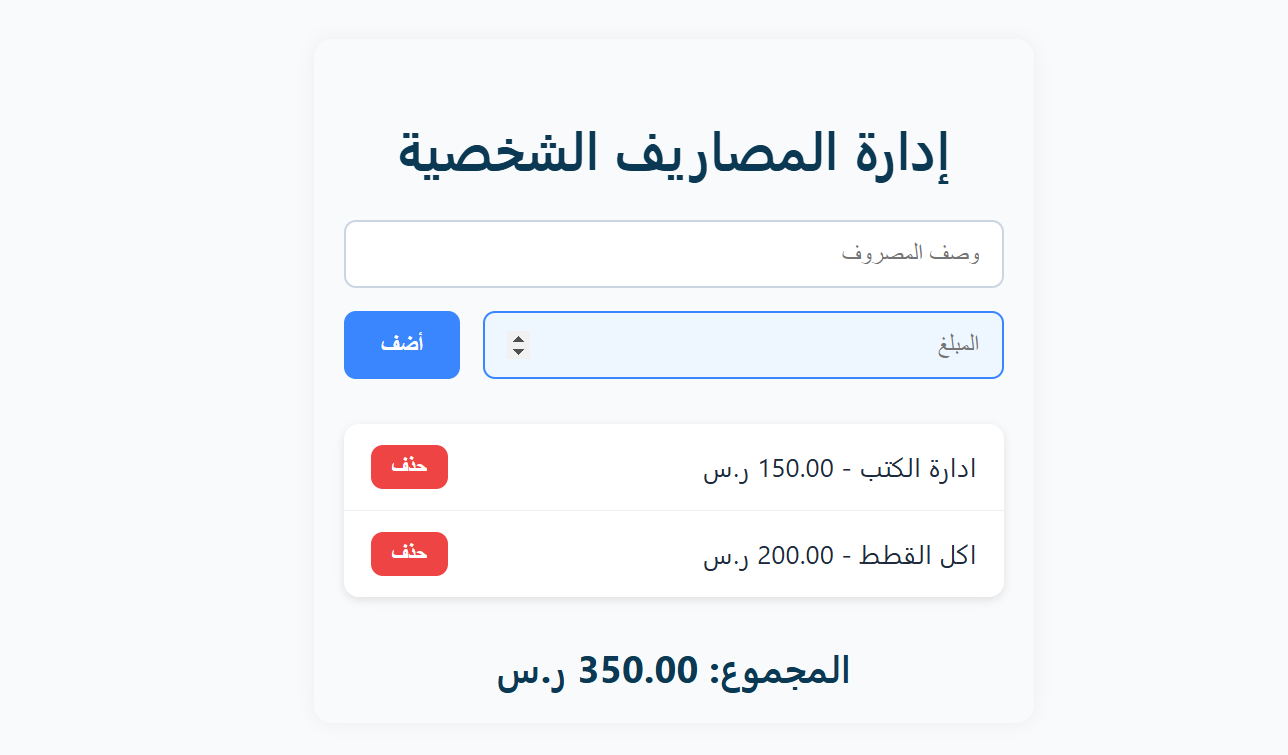 إدارة المصاريف الشخصية
وصف المصروف
المبلغ
أضف
ادارة الكتب - 150.00 ر.س
حذف
اكل القطط - 200.00 ر.س
حذف
المجموع: 350.00 ر.س